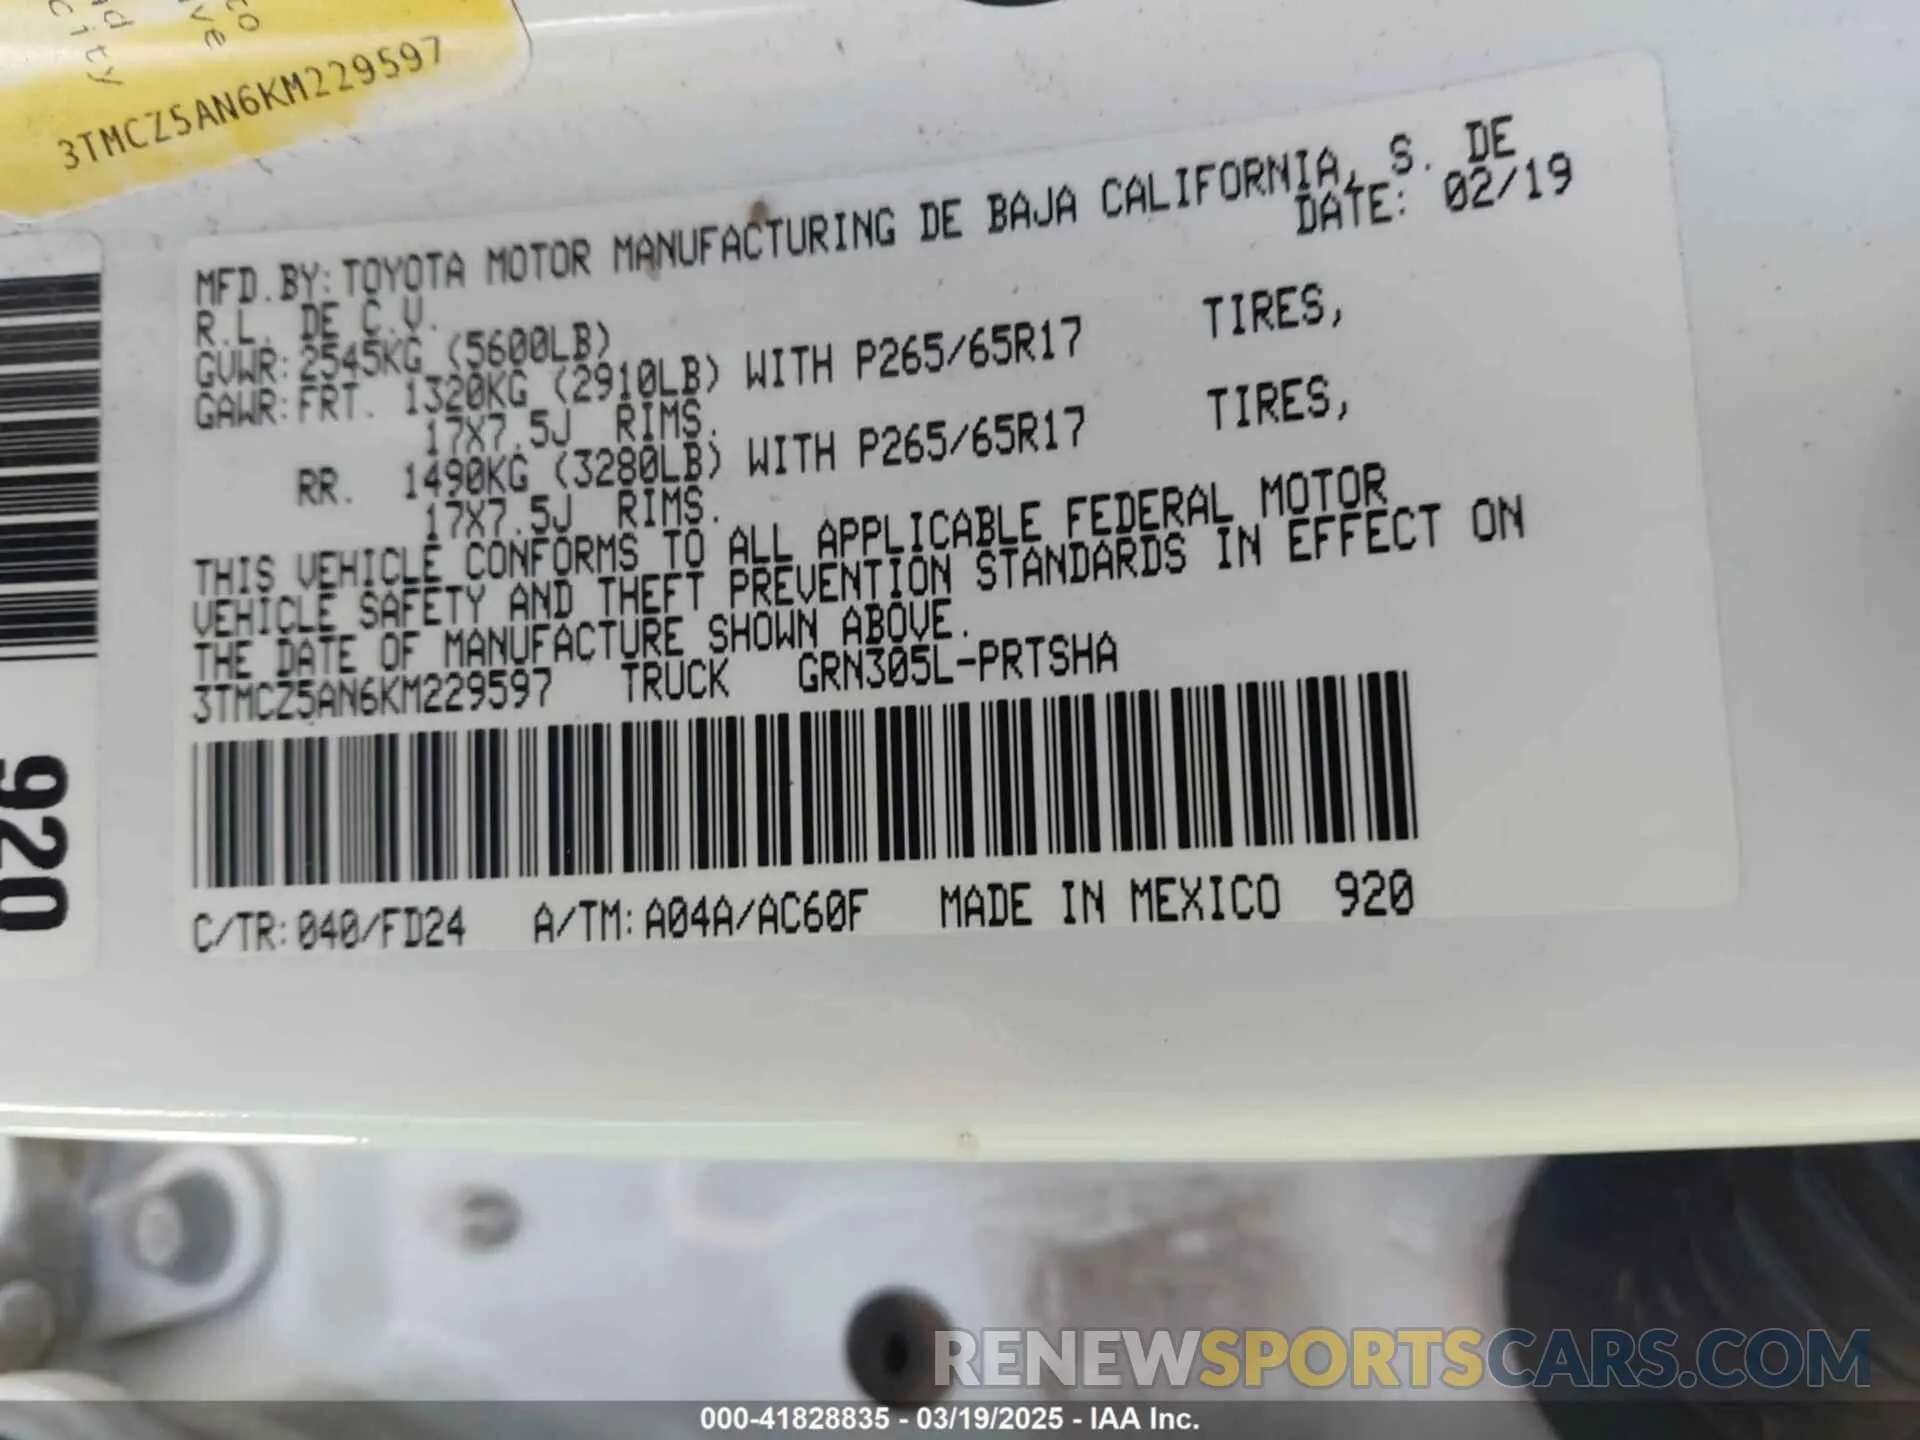 to
ve
nd
city
3TMCZ5AN6KM229597
MFD.BY:TOYOTA MOTOR MANUFACTURING DE BAJA CALIFORNIA, S. DE
R.L. DE C.V. DATE: 02/19
GVWR:2545KG (5600LB)
GAWR:FRT. 1320KG (2910LB) WITH P265/65R17 TIRES,
17X7.5J RIMS.
RR. 1490KG (3280LB) WITH P265/65R17 TIRES,
17X7.5J RIMS.
THIS VEHICLE CONFORMS TO ALL APPLICABLE FEDERAL MOTOR
VEHICLE SAFETY AND THEFT PREVENTION STANDARDS IN EFFECT ON
THE DATE OF MANUFACTURE SHOWN ABOVE.
3TMCZ5AN6KM229597 TRUCK GRN305L-PRTSHA
C/TR:040/FD24 A/TM:A04A/AC60F MADE IN MEXICO 920
920
RENEWSPORTSCARS.COM
000-41828835 - 03/19/2025 - IAA Inc.